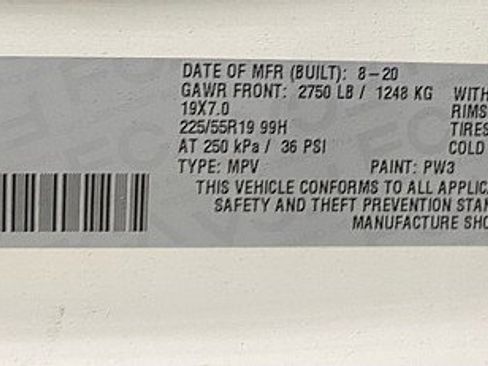 DATE OF MFR (BUILT): 8-20
GAWR FRONT: 2750 LB / 1248 KG WITH
19X7.0 RIMS
225/55R19 99H TIRES
AT 250 kPa / 36 PSI COLD
TYPE: MPV PAINT: PW3
THIS VEHICLE CONFORMS TO ALL APPLICA
SAFETY AND THEFT PREVENTION STAN
MANUFACTURE SHO